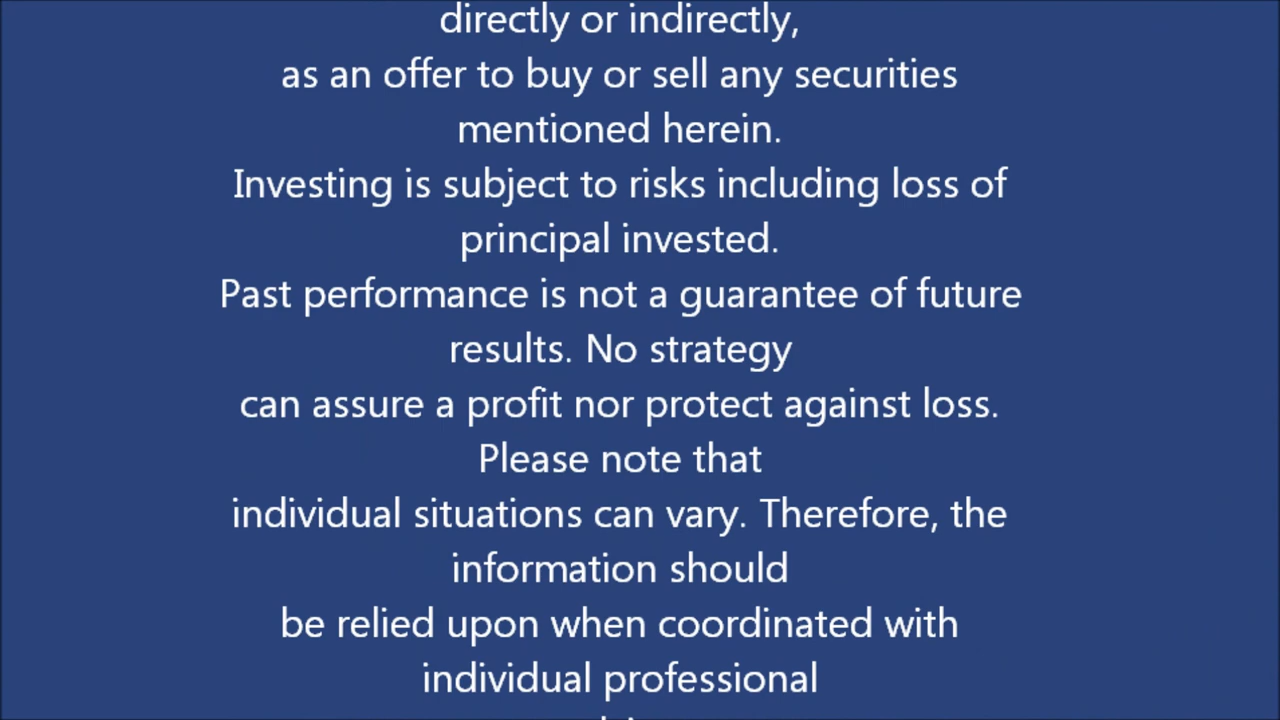 directly or indirectly,
as an offer to buy or sell any securities
mentioned herein.
Investing is subject to risks including loss of
principal invested.
Past performance is not a guarantee of future
results. No strategy
can assure a profit nor protect against loss.
Please note that
individual situations can vary. Therefore, the
information should
be relied upon when coordinated with
individual professional